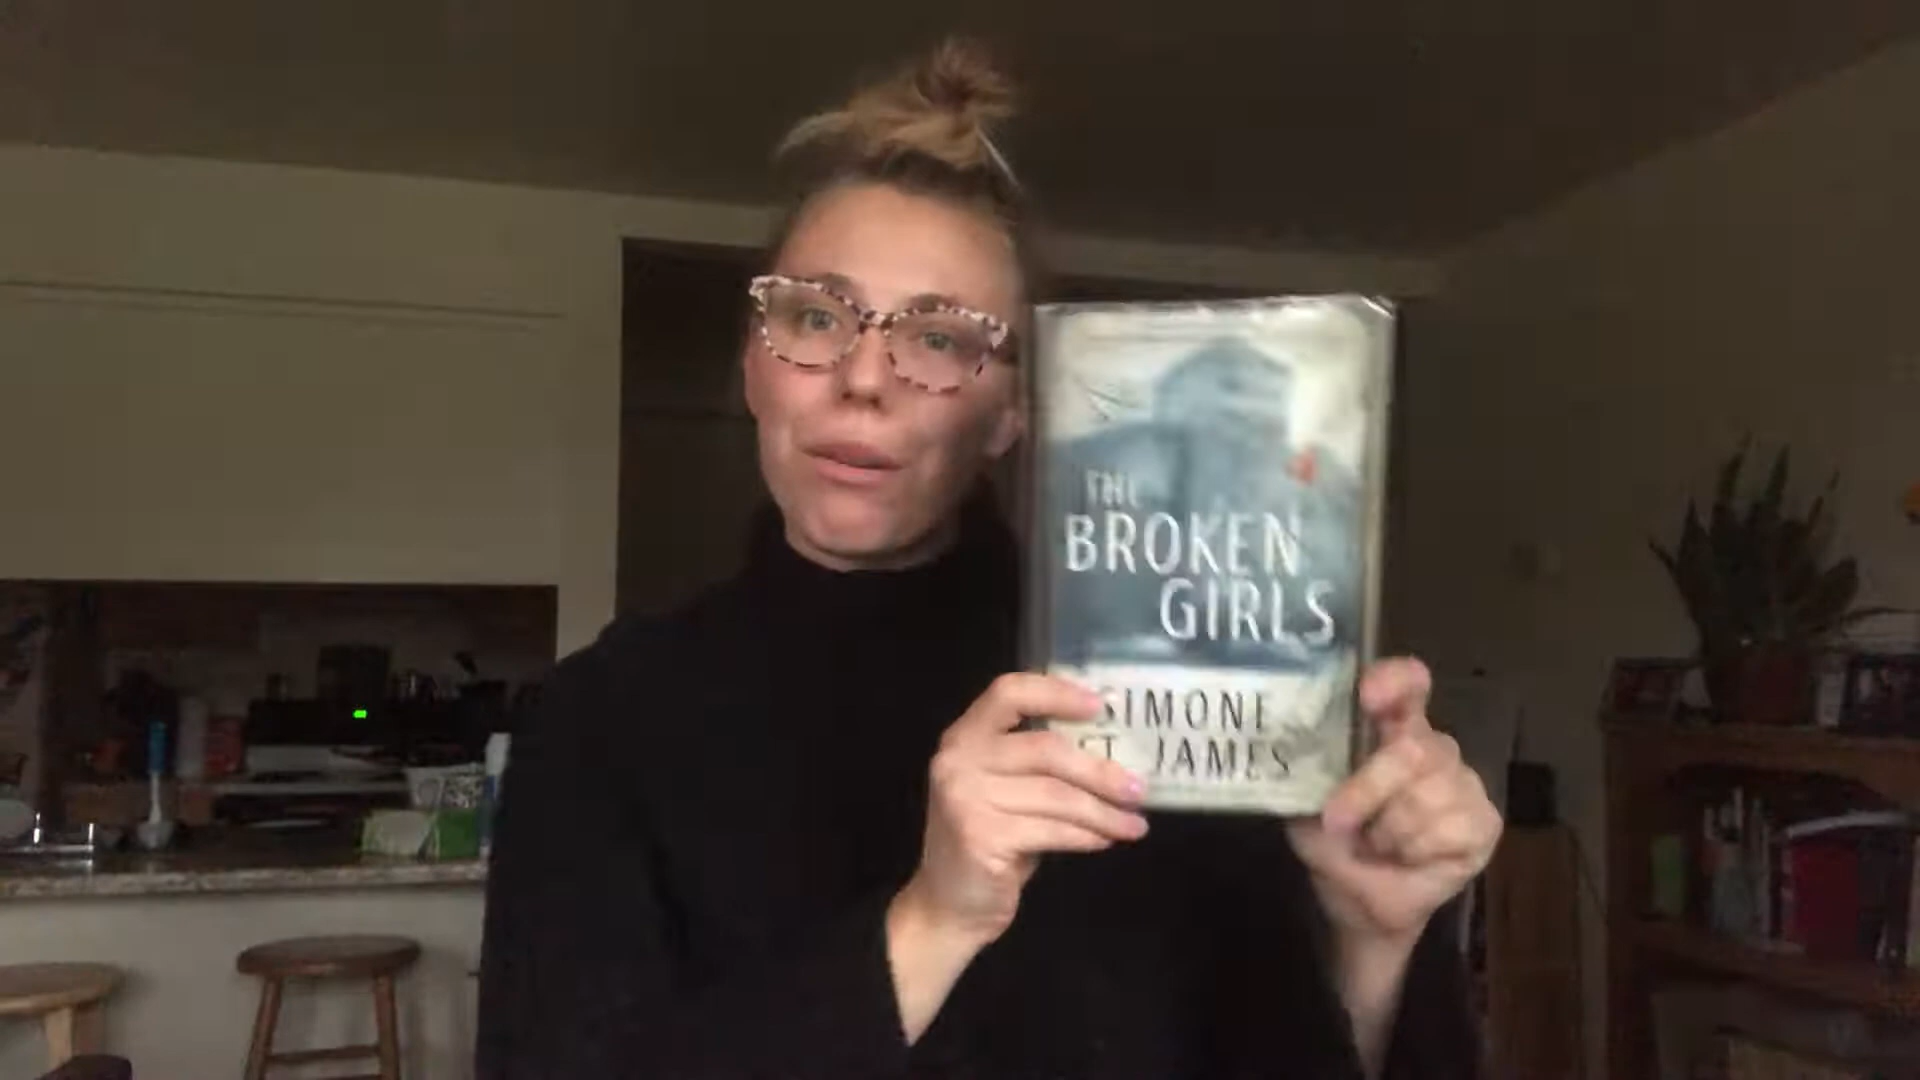 THE
BROKEN
GIRLS
SIMONE
ST. JAMES